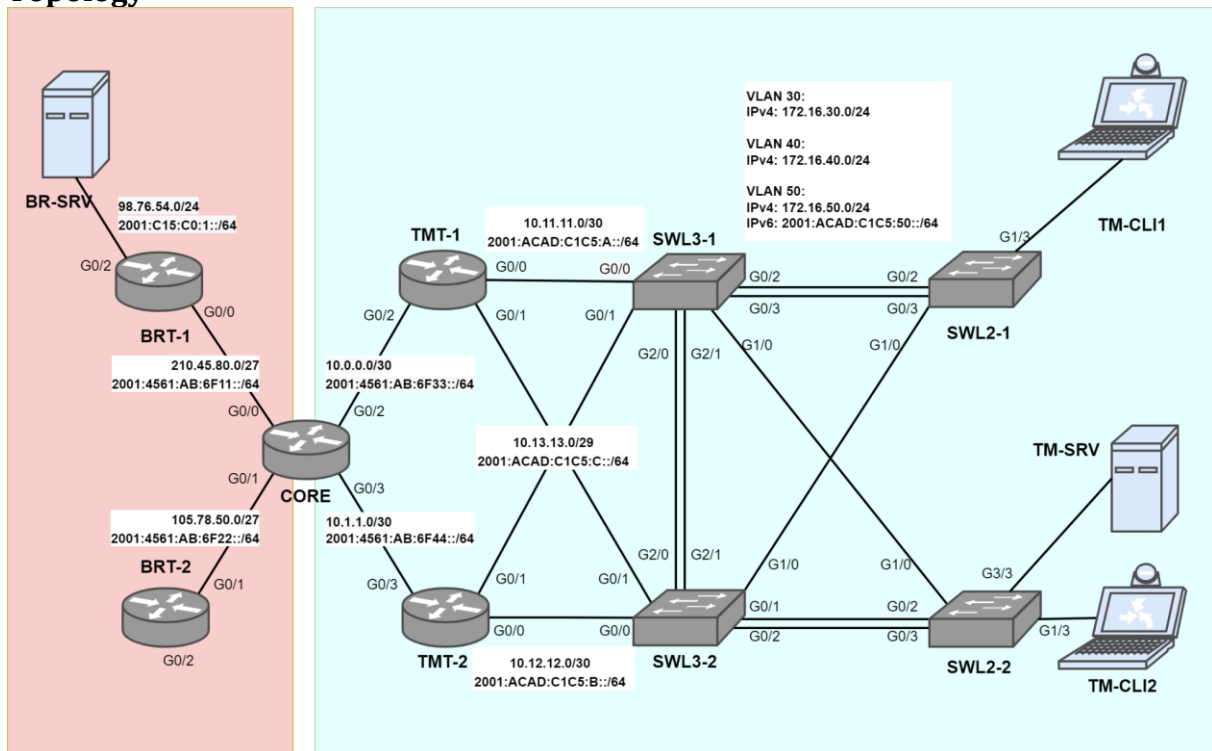 Topology
BR-SRV
98.76.54.0/24
2001:C15:C0:1::/64
G0/2
G0/0
BRT-1
210.45.80.0/27
2001:4561:AB:6F11::/64
G0/0
G0/1
CORE
105.78.50.0/27
2001:4561:AB:6F22::/64
BRT-2
G0/1
G0/2
VLAN 30:
IPv4: 172.16.30.0/24
VLAN 40:
IPv4: 172.16.40.0/24
VLAN 50:
IPv4: 172.16.50.0/24
IPv6: 2001:ACAD:C1C5:50::/64
TM-CLI1
G1/3
10.11.11.0/30
2001:ACAD:C1C5:A::/64
TMT-1
SWL3-1
G0/0
G0/0
G0/2
G0/2
G0/2
G0/1
G0/1
G0/3
G0/3
SWL2-1
10.0.0.0/30
2001:4561:AB:6F33::/64
G0/2
G2/0
G2/1
G1/0
G1/0
10.13.13.0/29
2001:ACAD:C1C5:C::/64
TM-SRV
G0/3
10.1.1.0/30
2001:4561:AB:6F44::/64
G0/3
G0/1
G0/1
G2/0
G2/1
G1/0
G1/0
G3/3
G0/0
G0/0
G0/1
G0/2
G0/2
G0/3
G1/3
TMT-2
10.12.12.0/30
2001:ACAD:C1C5:B::/64
SWL3-2
SWL2-2
TM-CLI2